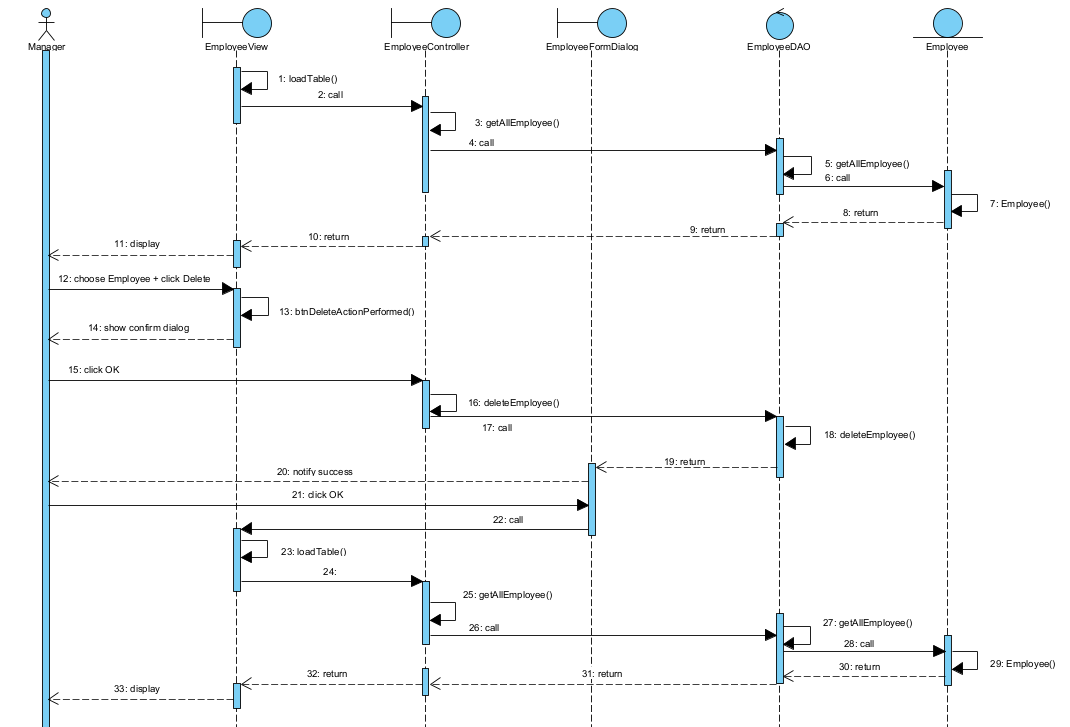 Manager
EmployeeView
EmployeeController
EmployeeFormDialog
EmployeeDAO
Employee
1: loadTable()
2: call
3: getAllEmployee()
4: call
5: getAllEmployee()
6: call
7: Employee()
8: return
9: return
10: return
11: display
12: choose Employee + click Delete
13: btnDeleteActionPerformed()
14: show confirm dialog
15: click OK
16: deleteEmployee()
17: call
18: deleteEmployee()
19: return
20: notify success
21: click OK
22: call
23: loadTable()
24:
25: getAllEmployee()
26: call
27: getAllEmployee()
28: call
29: Employee()
30: return
31: return
32: return
33: display